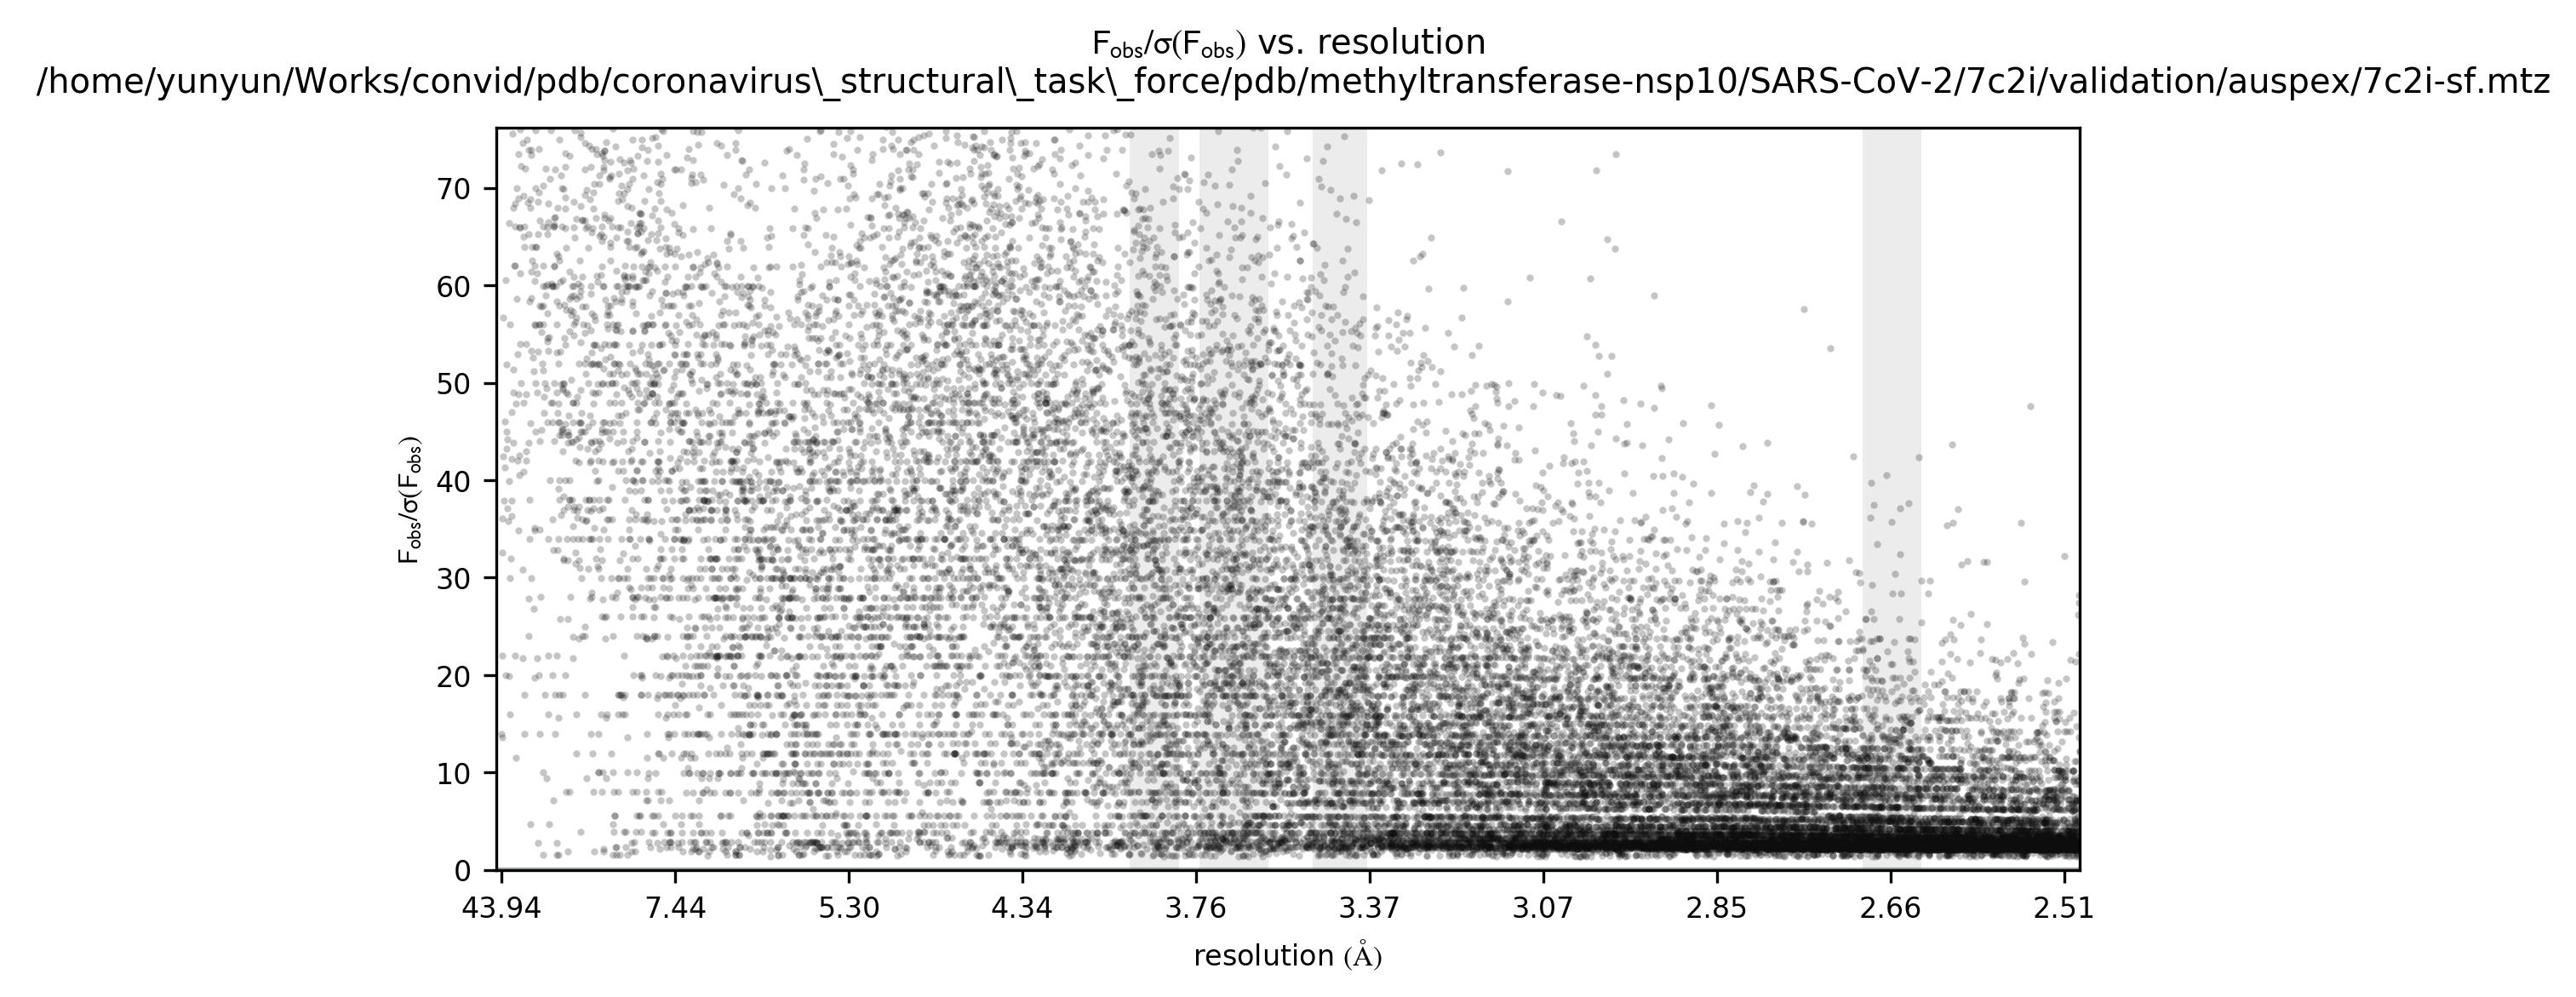 Fobs/σ(Fobs) vs. resolution
/home/yunyun/Works/convid/pdb/coronavirus\_structural\_task\_force/pdb/methyltransferase-nsp10/SARS-CoV-2/7c2i/validation/auspex/7c2i-sf.mtz
Fobs/σ(Fobs)
70
60
50
40
30
20
10
0
43.94 7.44 5.30 4.34 3.76 3.37 3.07 2.85 2.66 2.51
resolution (Å)